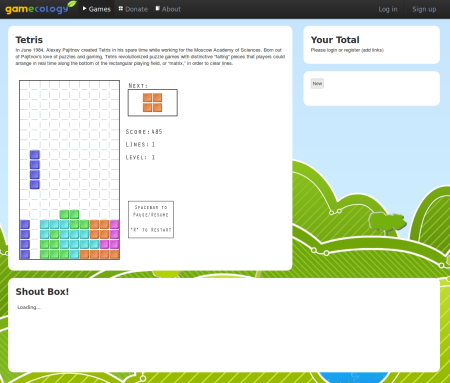 gamecology
Games
Donate
About
Log in
Sign up
Tetris
In June 1984, Alexey Pajitnov created Tetris in his spare time while working for the Moscow Academy of Sciences. Born out
of Pajitnov's love of puzzles and gaming, Tetris revolutionized puzzle games with distinctive "falling" pieces that players could
arrange in real time along the bottom of the rectangular playing field, or "matrix," in order to clear lines.
Next:
Score:485
Lines: 1
Level: 1
Spacebar to
Pause/Resume
"R" to Restart
Your Total
Please login or register (add links)
New
Shout Box!
Loading...